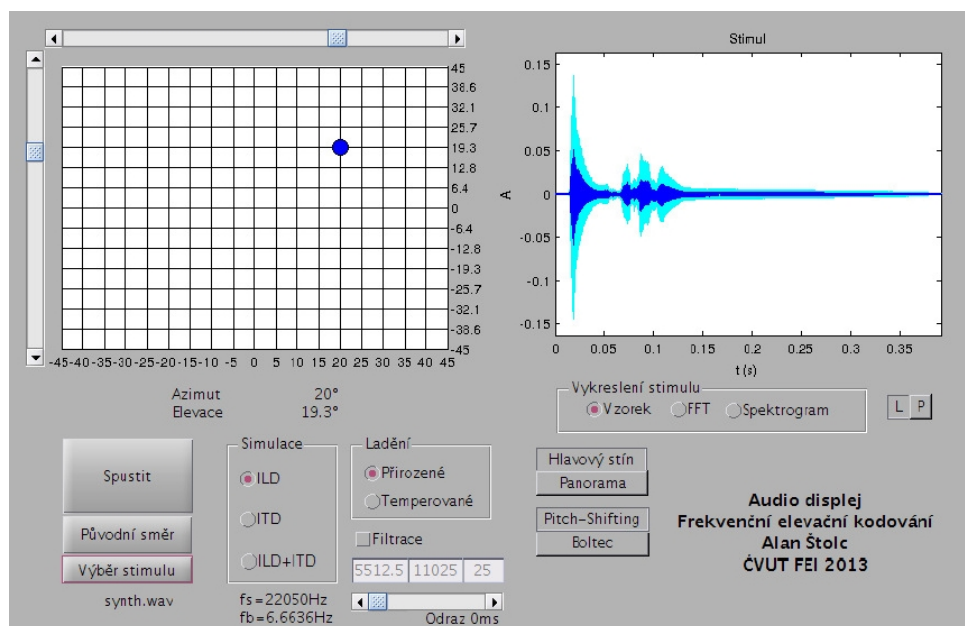 Stimul
45
38.6
32.1
25.7
19.3
12.8
6.4
0
-6.4
-12.8
-19.3
-25.7
-32.1
-38.6
-45
-45 -40 -35 -30 -25 -20 -15 -10 -5 0 5 10 15 20 25 30 35 40 45
0.15
0.1
0.05
0
-0.05
-0.1
-0.15
A
0 0.05 0.1 0.15 0.2 0.25 0.3 0.35
t (s)
Azimut 20°
Elevace 19.3°
Vykreslení stimulu
Vzorek FFT Spektrogram
L P
Spustit
Původní směr
Výběr stimulu
synth.wav
Simulace
ILD
ITD
ILD+ITD
fs=22050Hz
fb=6.6636Hz
Ladění
Přirozené
Temperované
Filtrace
5512.5 11025 25
Odraz 0ms
Hlavový stín
Panorama
Pitch-Shifting
Boltec
Audio displej
Frekvenční elevační kodování
Alan Štolc
ČVUT FEI 2013